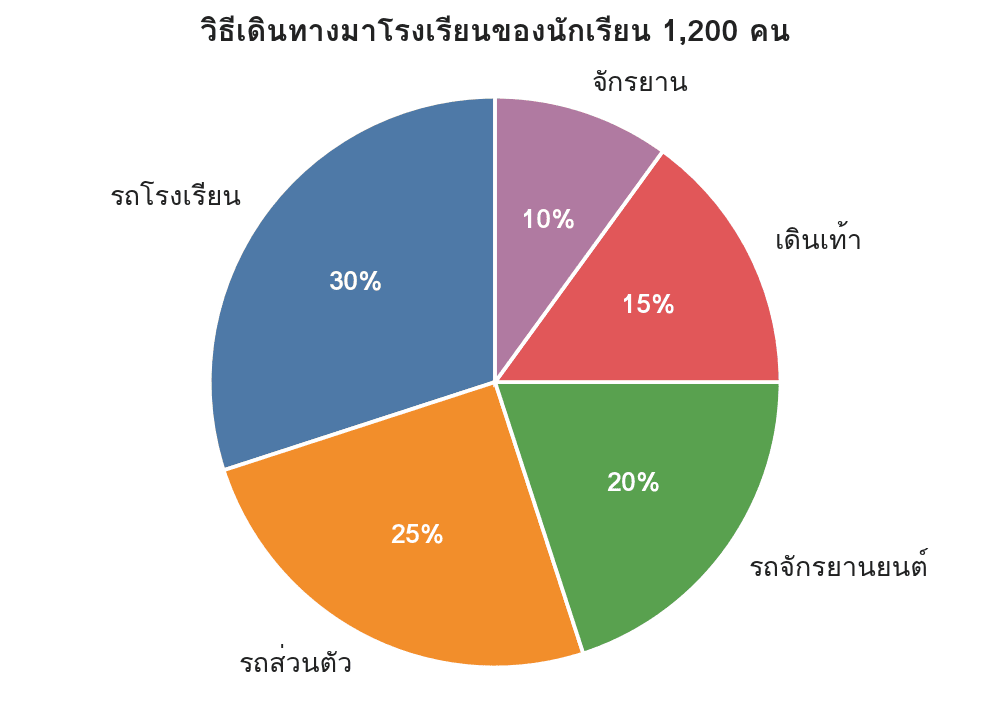 วิธีเดินทางมาโรงเรียนของนักเรียน 1,200 คน
จักรยาน
รถโรงเรียน
เดินเท้า
10%
30%
15%
20%
25%
รถจักรยานยนต์
รถส่วนตัว